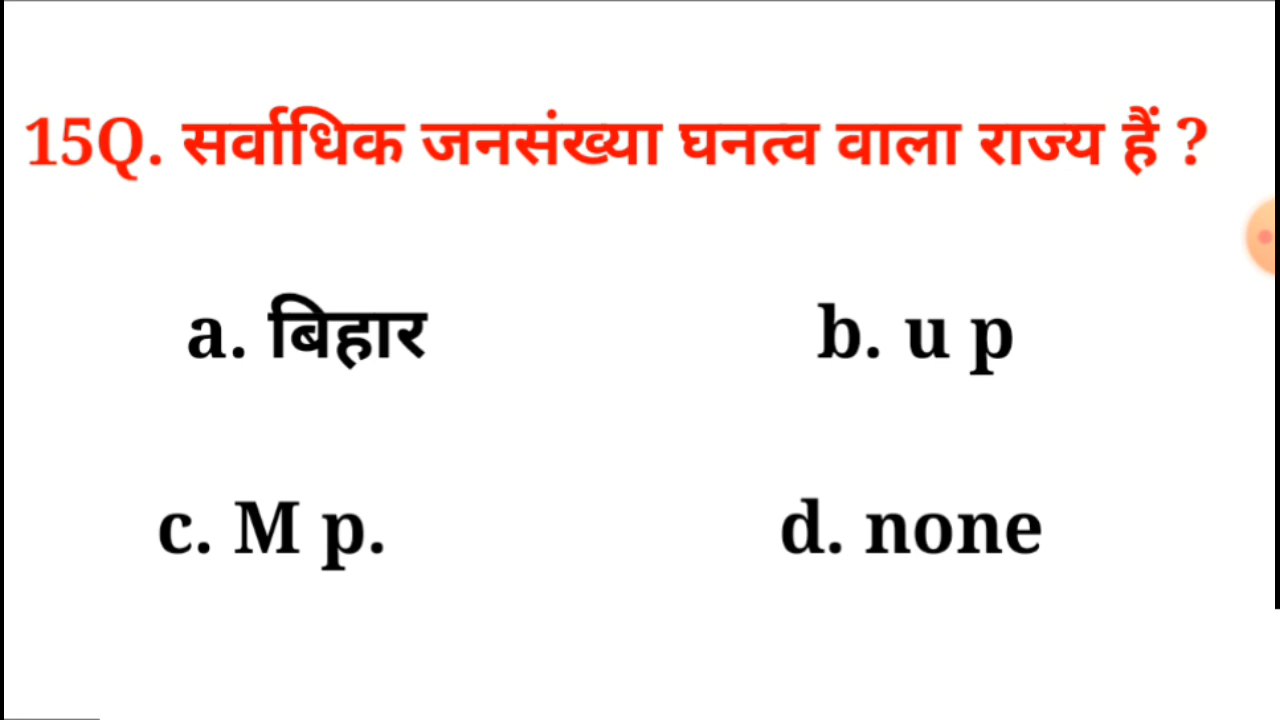 15Q. सर्वाधिक जनसंख्या घनत्व वाला राज्य हैं ?
a. बिहार b. u p
c. M p. d. none